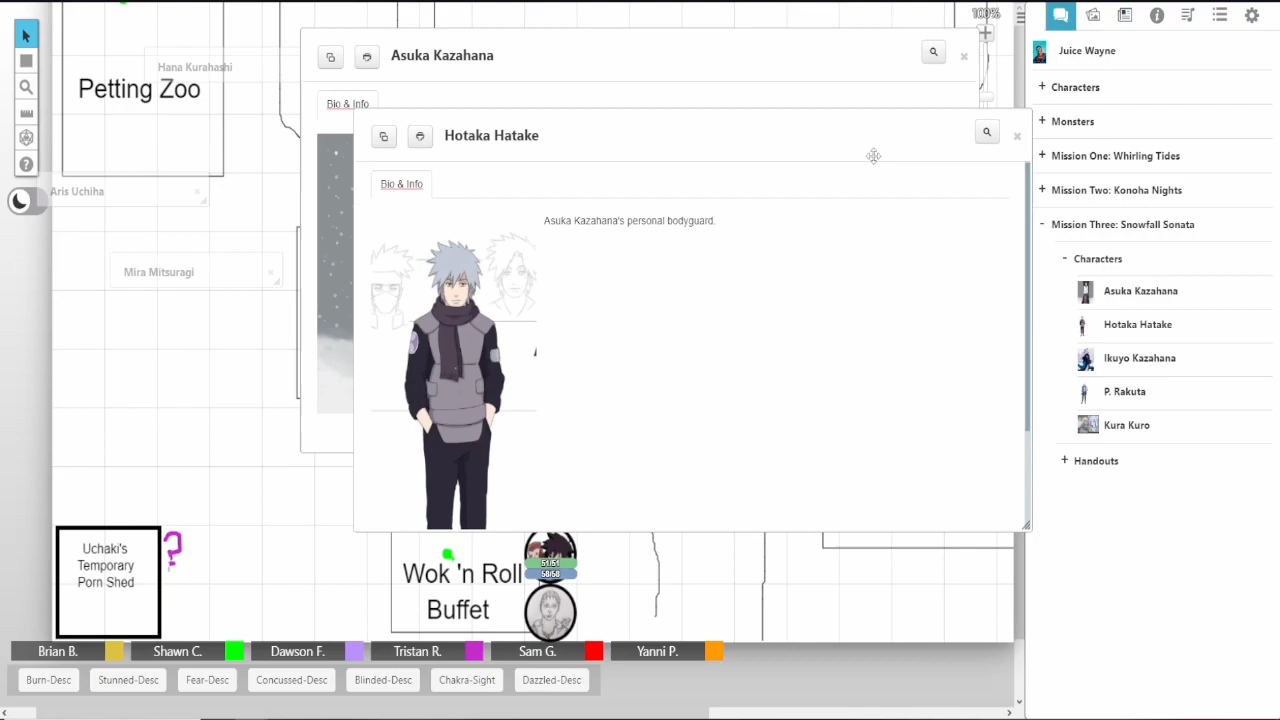 100%
Juice Wayne
Characters
Monsters
Mission One: Whirling Tides
Mission Two: Konoha Nights
Mission Three: Snowfall Sonata
Characters
Asuka Kazahana
Hotaka Hatake
Ikuyo Kazahana
P. Rakuta
Kura Kuro
Handouts
Hana Kurahashi
Petting Zoo
Aris Uchiha
Mira Mitsuragi
Asuka Kazahana
Bio & Info
Hotaka Hatake
Bio & Info
Asuka Kazahana's personal bodyguard.
Uchaki's
Temporary
Porn Shed
?
Wok 'n Roll
Buffet
51/51
58/58
Brian B.
Shawn C.
Dawson F.
Tristan R.
Sam G.
Yanni P.
Burn-Desc
Stunned-Desc
Fear-Desc
Concussed-Desc
Blinded-Desc
Chakra-Sight
Dazzled-Desc